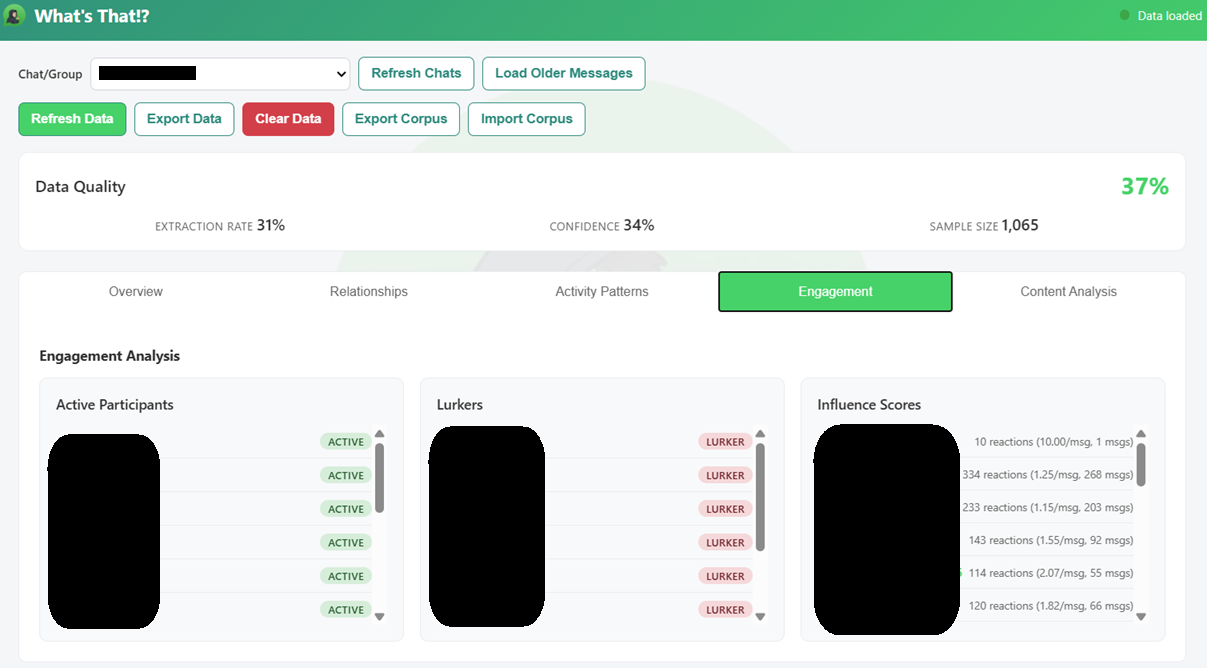 What's That!?
Data loaded
Chat/Group
Refresh Chats
Load Older Messages
Refresh Data
Export Data
Clear Data
Export Corpus
Import Corpus
Data Quality
37%
EXTRACTION RATE 31%
CONFIDENCE 34%
SAMPLE SIZE 1,065
Overview
Relationships
Activity Patterns
Engagement
Content Analysis
Engagement Analysis
Active Participants
ACTIVE
ACTIVE
ACTIVE
ACTIVE
ACTIVE
ACTIVE
Lurkers
LURKER
LURKER
LURKER
LURKER
LURKER
LURKER
Influence Scores
10 reactions (10.00/msg, 1 msgs)
334 reactions (1.25/msg, 268 msgs)
233 reactions (1.15/msg, 203 msgs)
143 reactions (1.55/msg, 92 msgs)
114 reactions (2.07/msg, 55 msgs)
120 reactions (1.82/msg, 66 msgs)